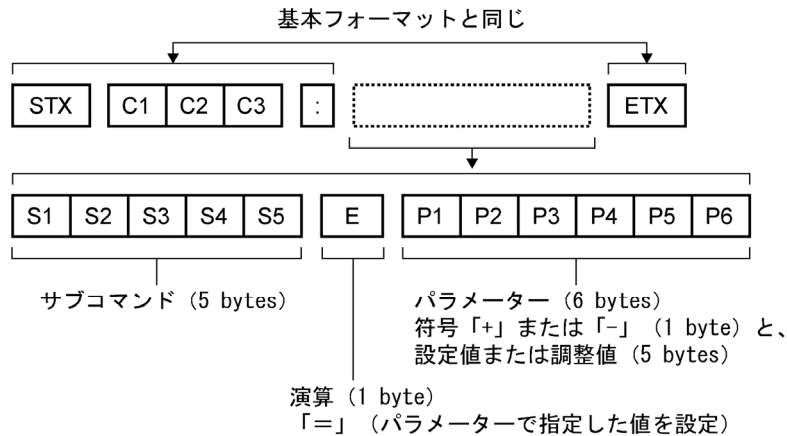 基本フォーマットと同じ
STX C1 C2 C3 : ETX
S1 S2 S3 S4 S5 E P1 P2 P3 P4 P5 P6
サブコマンド (5 bytes)
パラメーター (6 bytes)
符号「+」または「-」 (1 byte) と、
設定値または調整値 (5 bytes)
演算 (1 byte)
「＝」 (パラメーターで指定した値を設定)